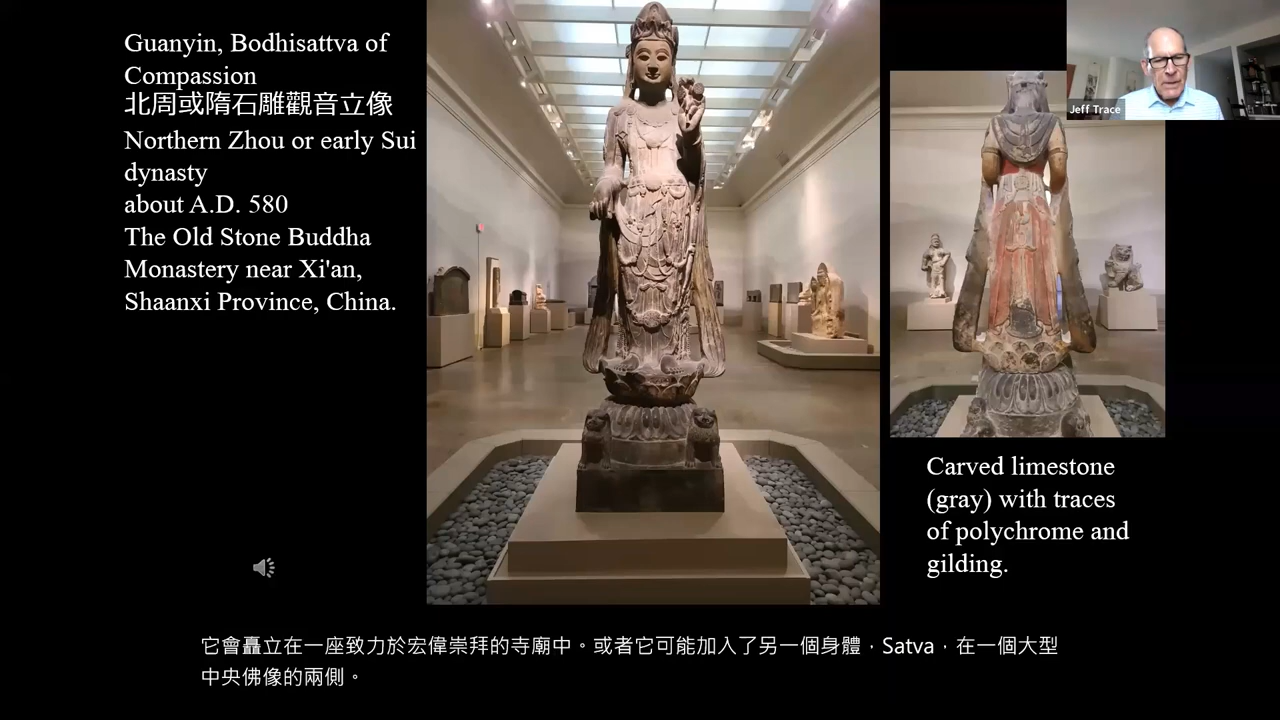 Guanyin, Bodhisattva of
Compassion
北周或隋石雕觀音立像
Northern Zhou or early Sui
dynasty
about A.D. 580
The Old Stone Buddha
Monastery near Xi'an,
Shaanxi Province, China.
Jeff Trace
Carved limestone
(gray) with traces
of polychrome and
gilding.
它會矗立在一座致力於宏偉崇拜的寺廟中。或者它可能加入了另一個身體，Satva，在一個大型
中央佛像的兩側。